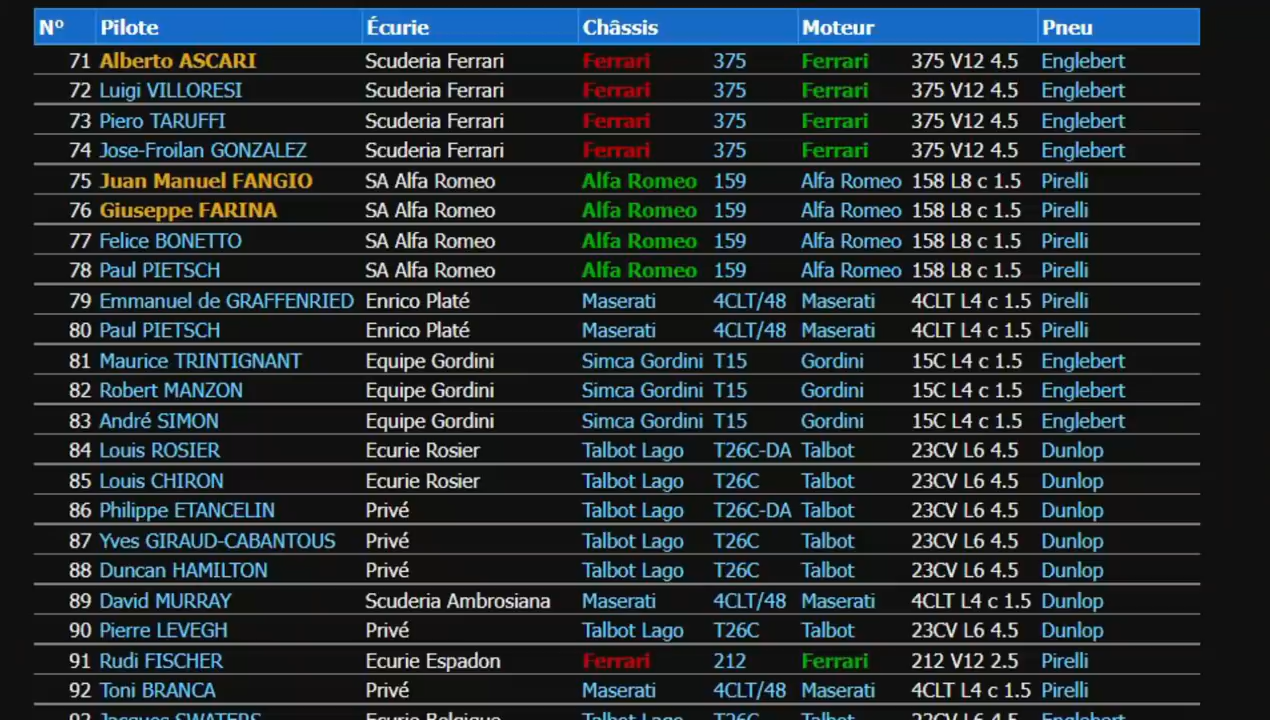 N° Pilote Écurie Châssis Moteur Pneu
71 Alberto ASCARI Scuderia Ferrari Ferrari 375 Ferrari 375 V12 4.5 Englebert
72 Luigi VILLORESI Scuderia Ferrari Ferrari 375 Ferrari 375 V12 4.5 Englebert
73 Piero TARUFFI Scuderia Ferrari Ferrari 375 Ferrari 375 V12 4.5 Englebert
74 Jose-Froilan GONZALEZ Scuderia Ferrari Ferrari 375 Ferrari 375 V12 4.5 Englebert
75 Juan Manuel FANGIO SA Alfa Romeo Alfa Romeo 159 Alfa Romeo 158 L8 c 1.5 Pirelli
76 Giuseppe FARINA SA Alfa Romeo Alfa Romeo 159 Alfa Romeo 158 L8 c 1.5 Pirelli
77 Felice BONETTO SA Alfa Romeo Alfa Romeo 159 Alfa Romeo 158 L8 c 1.5 Pirelli
78 Paul PIETSCH SA Alfa Romeo Alfa Romeo 159 Alfa Romeo 158 L8 c 1.5 Pirelli
79 Emmanuel de GRAFFENRIED Enrico Platé Maserati 4CLT/48 Maserati 4CLT L4 c 1.5 Pirelli
80 Paul PIETSCH Enrico Platé Maserati 4CLT/48 Maserati 4CLT L4 c 1.5 Pirelli
81 Maurice TRINTIGNANT Equipe Gordini Simca Gordini T15 Gordini 15C L4 c 1.5 Englebert
82 Robert MANZON Equipe Gordini Simca Gordini T15 Gordini 15C L4 c 1.5 Englebert
83 André SIMON Equipe Gordini Simca Gordini T15 Gordini 15C L4 c 1.5 Englebert
84 Louis ROSIER Ecurie Rosier Talbot Lago T26C-DA Talbot 23CV L6 4.5 Dunlop
85 Louis CHIRON Ecurie Rosier Talbot Lago T26C Talbot 23CV L6 4.5 Dunlop
86 Philippe ETANCELIN Privé Talbot Lago T26C-DA Talbot 23CV L6 4.5 Dunlop
87 Yves GIRAUD-CABANTOUS Privé Talbot Lago T26C Talbot 23CV L6 4.5 Dunlop
88 Duncan HAMILTON Privé Talbot Lago T26C Talbot 23CV L6 4.5 Dunlop
89 David MURRAY Scuderia Ambrosiana Maserati 4CLT/48 Maserati 4CLT L4 c 1.5 Dunlop
90 Pierre LEVEGH Privé Talbot Lago T26C Talbot 23CV L6 4.5 Dunlop
91 Rudi FISCHER Ecurie Espadon Ferrari 212 Ferrari 212 V12 2.5 Pirelli
92 Toni BRANCA Privé Maserati 4CLT/48 Maserati 4CLT L4 c 1.5 Pirelli
93 Jacques SWATERS Ecurie Belgique Talbot Lago T26C Talbot 23CV L6 4.5 Englebert